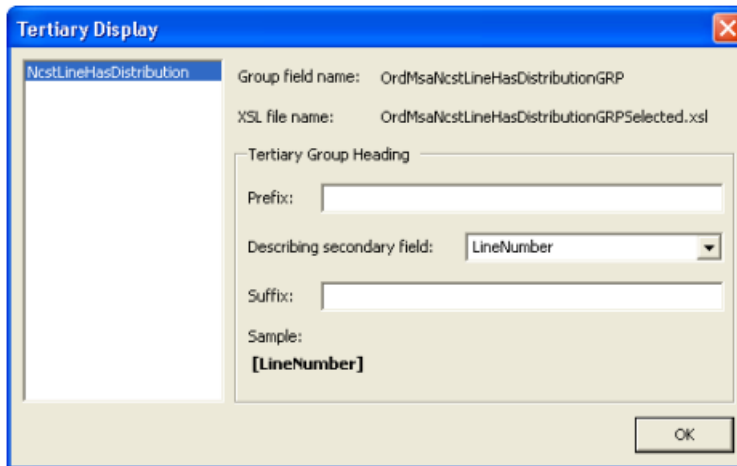 Tertiary Display
NcstLineHasDistribution
Group field name: OrdMsaNcstLineHasDistributionGRP
XSL file name: OrdMsaNcstLineHasDistributionGRPSelected.xsl
Tertiary Group Heading
Prefix:
Describing secondary field: LineNumber
Suffix:
Sample:
[LineNumber]
OK